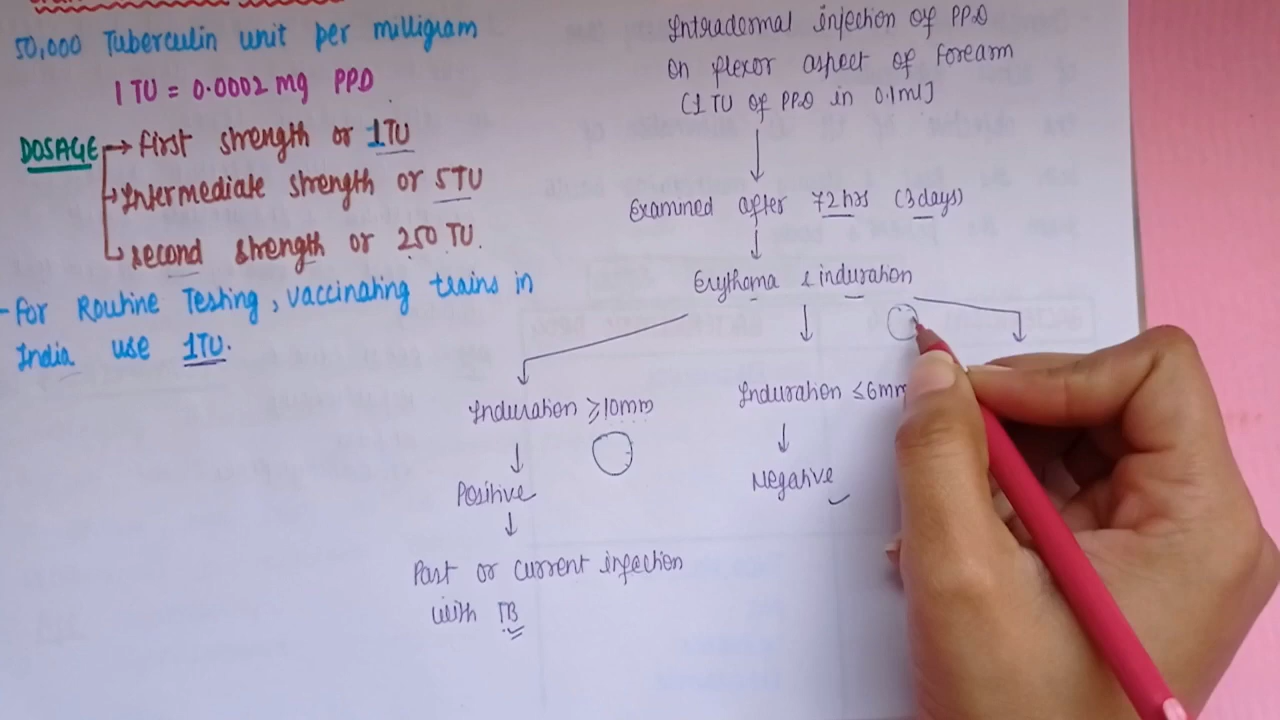 50,000 Tuberculin unit per milligram
1 TU = 0.0002 mg PPD
DOSAGE → First strength or 1TU
→ Intermediate strength or 5TU
second strength or 250 TU.
- For Routine Testing, vaccinating trains in
India use 1TU.
Intradermal injection of PPD
on flexor aspect of forearm
[1 TU of PPD in 0.1ml]
Examined after 72 hrs (3 days)
Erythema & induration
Induration ≥10mm
Positive
Past or current infection
with TB
Induration ≤6mm
Negative